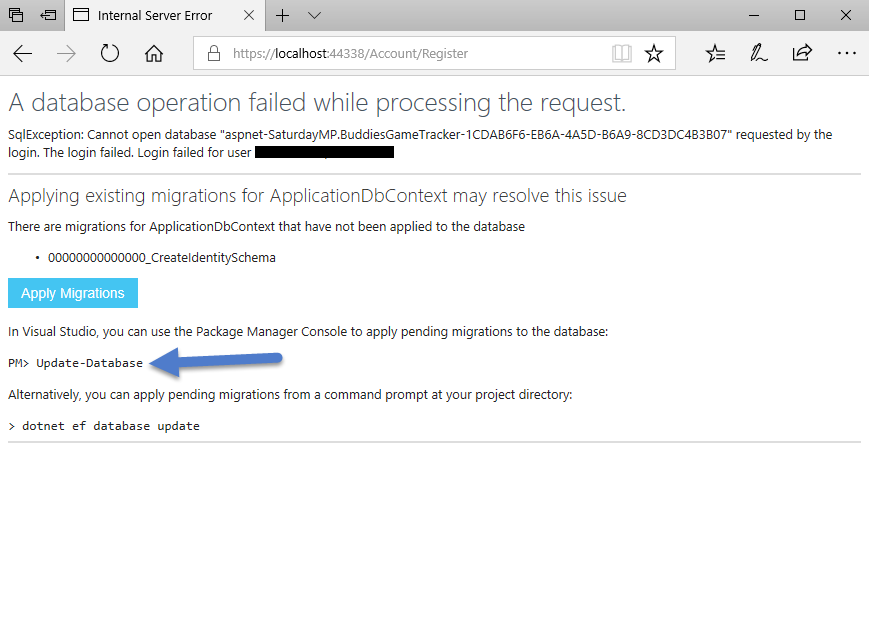 Internal Server Error
https://localhost:44338/Account/Register
A database operation failed while processing the request.
SqlException: Cannot open database "aspnet-SaturdayMP.BuddiesGameTracker-1CDAB6F6-EB6A-4A5D-B6A9-8CD3DC4B3B07" requested by the
login. The login failed. Login failed for user
Applying existing migrations for ApplicationDbContext may resolve this issue
There are migrations for ApplicationDbContext that have not been applied to the database
• 00000000000000_CreateIdentitySchema
Apply Migrations
In Visual Studio, you can use the Package Manager Console to apply pending migrations to the database:
PM> Update-Database
Alternatively, you can apply pending migrations from a command prompt at your project directory:
> dotnet ef database update